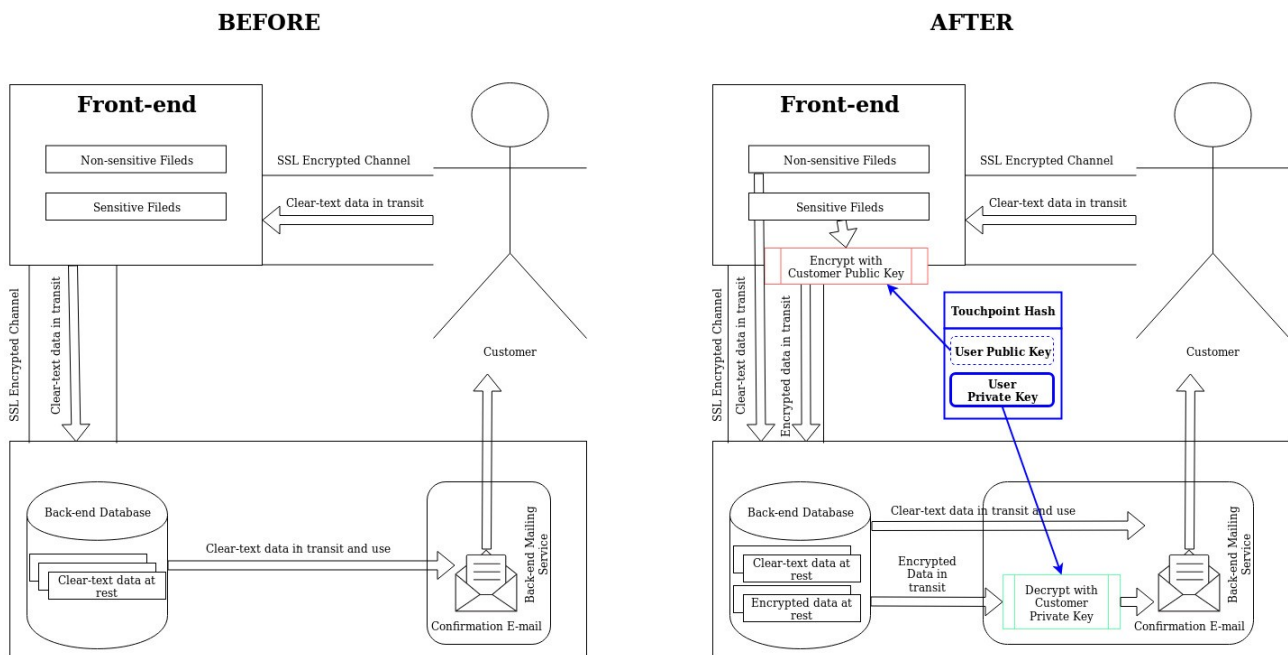 BEFORE
Front-end
Non-sensitive Fileds
Sensitive Fileds
SSL Encrypted Channel
Clear-text data in transit
SSL Encrypted Channel
Clear-text data in transit
Customer
Back-end Database
Clear-text data at
rest
Clear-text data in transit and use
Back-end Mailing
Service
Confirmation E-mail
AFTER
Front-end
Non-sensitive Fileds
Sensitive Fileds
SSL Encrypted Channel
Clear-text data in transit
Encrypt with
Customer Public Key
SSL Encrypted Channel
Clear-text data in transit
Encrypted data in transit
Touchpoint Hash
User Public Key
User
Private Key
Customer
Back-end Database
Clear-text data at
rest
Encrypted data at
rest
Clear-text data in transit and use
Encrypted
Data in
transit
Decrypt with
Customer
Private Key
Back-end Mailing
Service
Confirmation E-mail